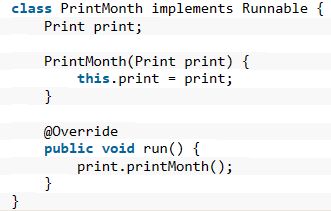 class PrintMonth implements Runnable {
    Print print;

    PrintMonth(Print print) {
        this.print = print;
    }

    @Override
    public void run() {
        print.printMonth();
    }
}